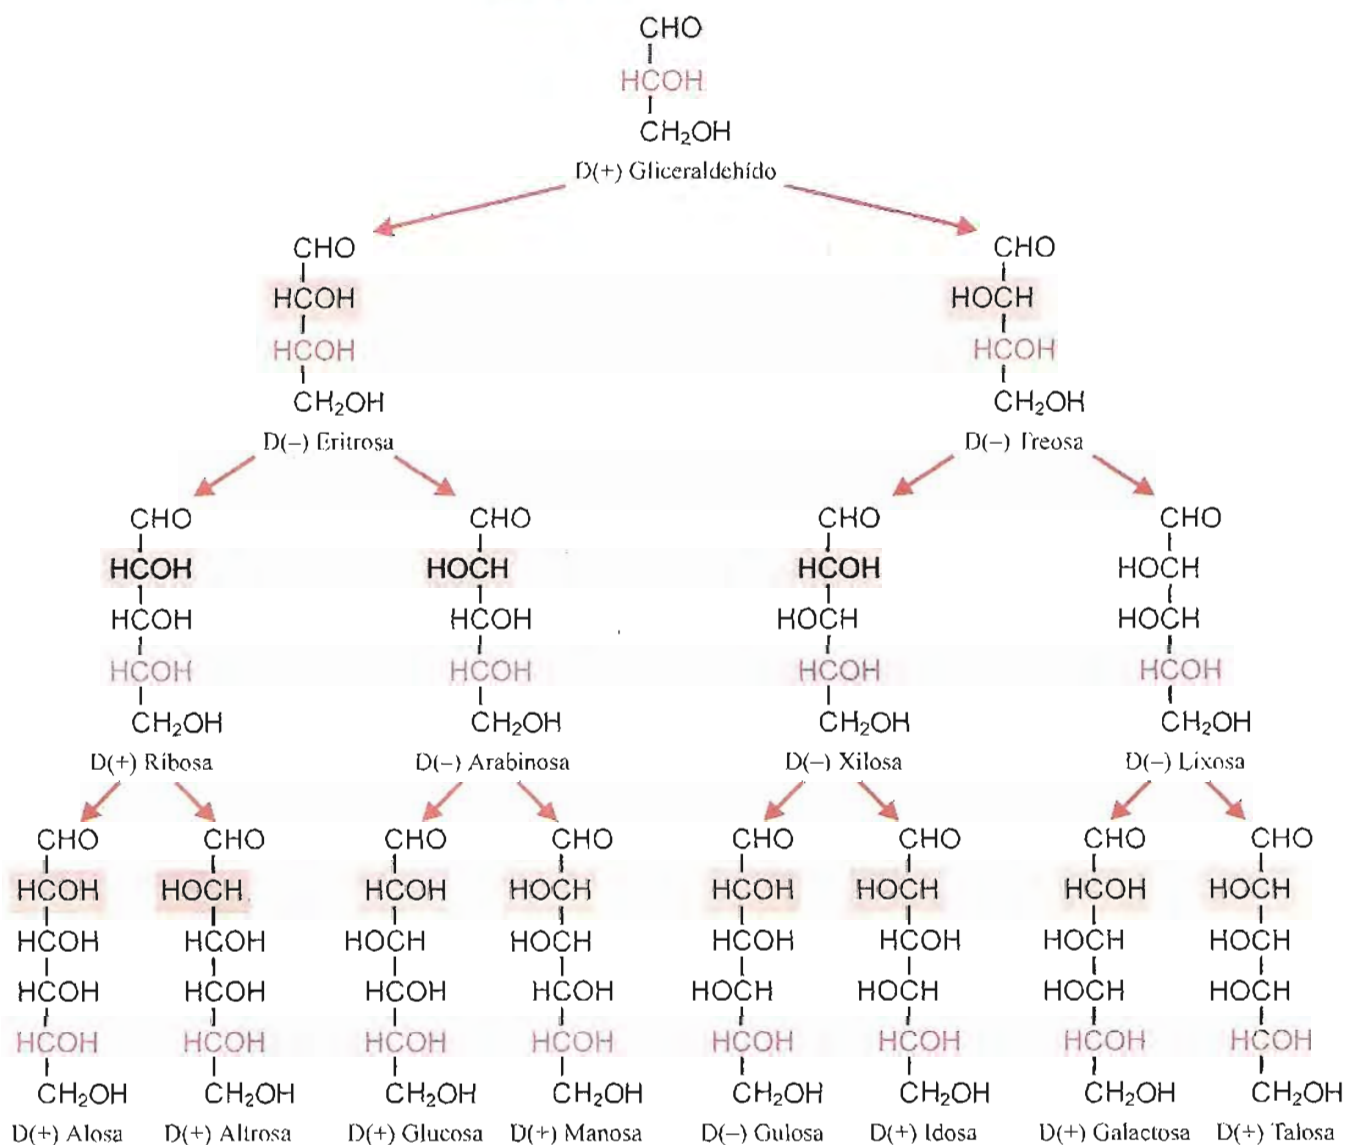 CHO
HCOH
CH₂OH
D(+) Gliceraldehído
CHO CHO
HCOH HOCH
HCOH HCOH
CH₂OH CH₂OH
D(−) Eritrosa D(−) Treosa
CHO CHO CHO CHO
HCOH HOCH HCOH HOCH
HCOH HCOH HOCH HOCH
HCOH HCOH HCOH HCOH
CH₂OH CH₂OH CH₂OH CH₂OH
D(+) Ribosa D(−) Arabinosa D(−) Xilosa D(−) Lixosa
CHO CHO CHO CHO CHO CHO CHO CHO
HCOH HOCH HCOH HOCH HCOH HOCH HCOH HOCH
HCOH HCOH HOCH HOCH HCOH HCOH HOCH HOCH
HCOH HCOH HCOH HCOH HOCH HOCH HOCH HOCH
HCOH HCOH HCOH HCOH HCOH HCOH HCOH HCOH
CH₂OH CH₂OH CH₂OH CH₂OH CH₂OH CH₂OH CH₂OH CH₂OH
D(+) Alosa D(+) Altrosa D(+) Glucosa D(+) Manosa D(−) Gulosa D(+) Idosa D(+) Galactosa D(+) Talosa